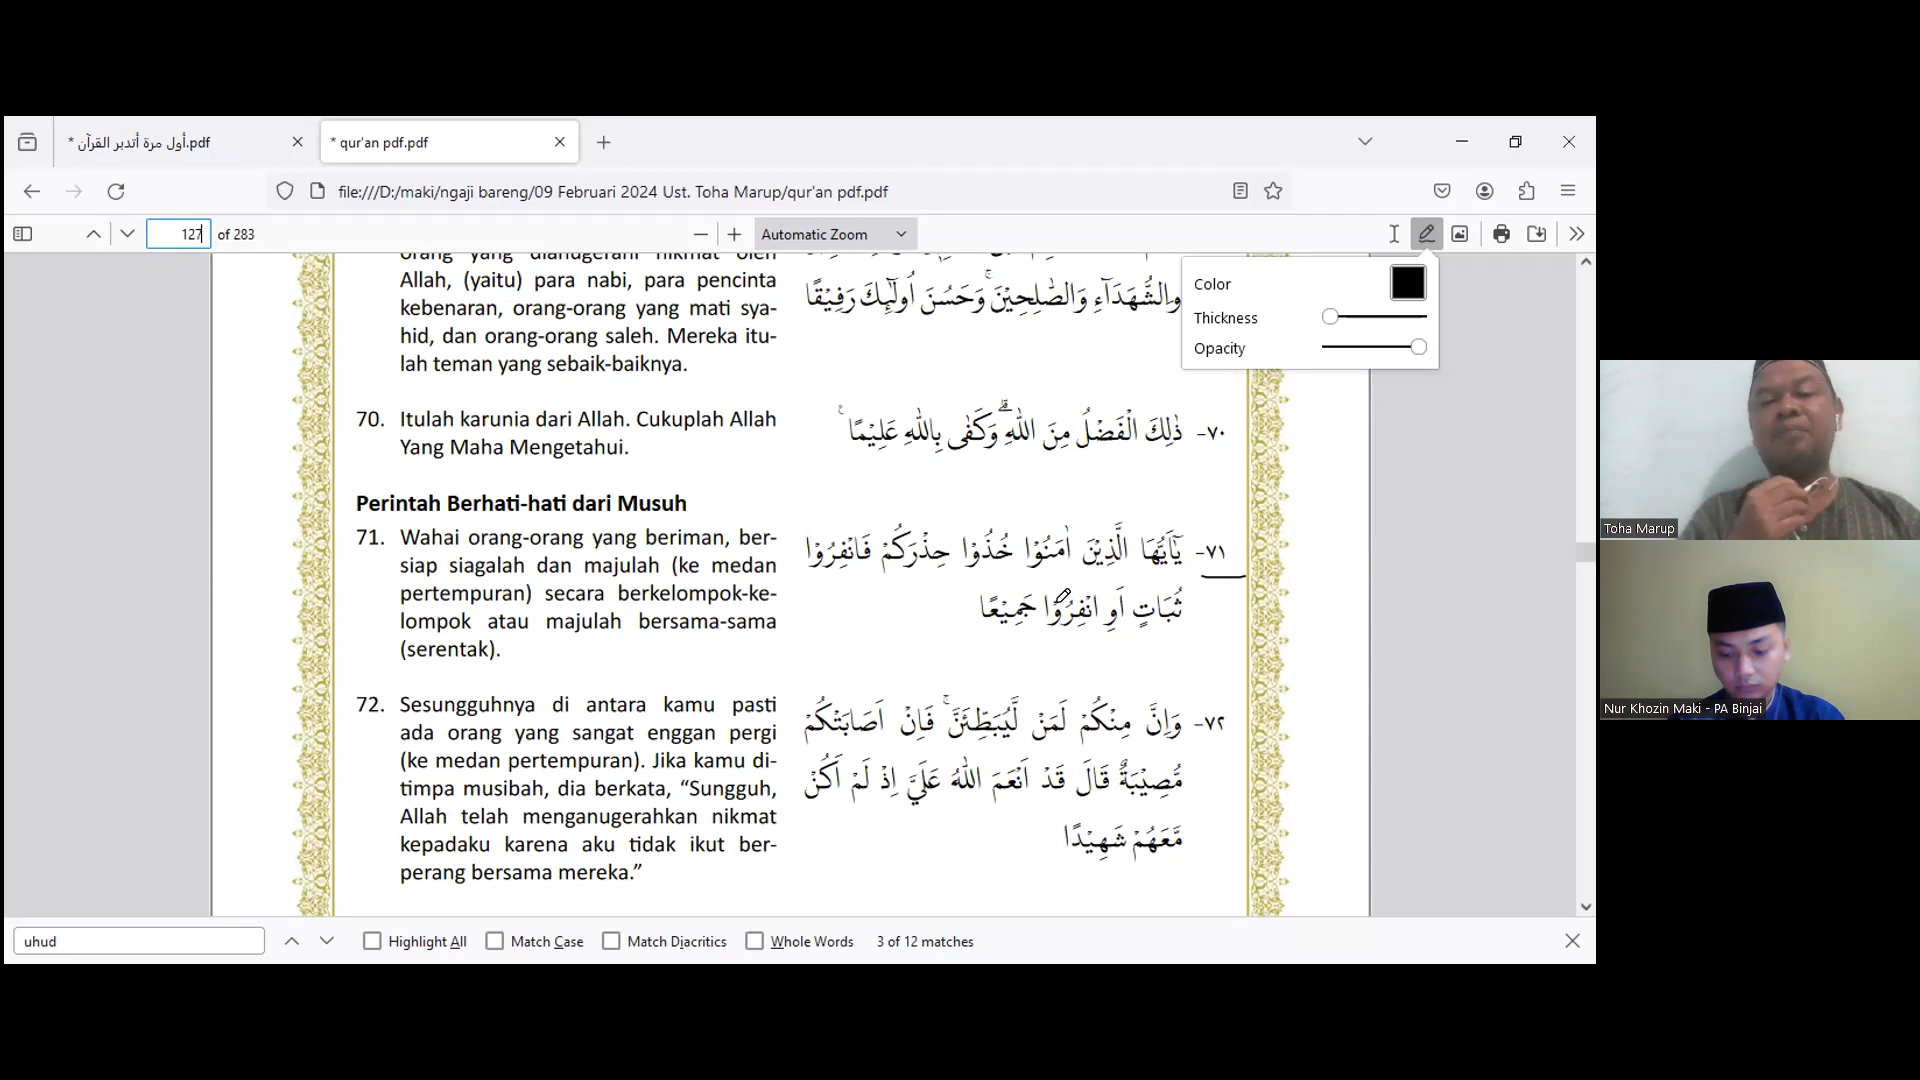 * أول مرة أتدبر القرآن.pdf
* qur'an pdf.pdf
file:///D:/maki/ngaji bareng/09 Februari 2024 Ust. Toha Marup/qur'an pdf.pdf
127 of 283
Automatic Zoom
Color
Thickness
Opacity
Allah, (yaitu) para nabi, para pencinta
kebenaran, orang-orang yang mati sya-
hid, dan orang-orang saleh. Mereka itu-
lah teman yang sebaik-baiknya.
وَالشُّهَدَاۤءِ وَالصّٰلِحِيْنَ ۚ وَحَسُنَ اُولٰۤىِٕكَ رَفِيْقًا
70. Itulah karunia dari Allah. Cukuplah Allah
Yang Maha Mengetahui.
٧٠- ذٰلِكَ الْفَضْلُ مِنَ اللّٰهِ ۗوَكَفٰى بِاللّٰهِ عَلِيْمًا ۚ
Perintah Berhati-hati dari Musuh
71. Wahai orang-orang yang beriman, ber-
siap siagalah dan majulah (ke medan
pertempuran) secara berkelompok-ke-
lompok atau majulah bersama-sama
(serentak).
٧١- يٰٓاَيُّهَا الَّذِيْنَ اٰمَنُوْا خُذُوْا حِذْرَكُمْ فَانْفِرُوْا
ثُبَاتٍ اَوِ انْفِرُوْا جَمِيْعًا
72. Sesungguhnya di antara kamu pasti
ada orang yang sangat enggan pergi
(ke medan pertempuran). Jika kamu di-
timpa musibah, dia berkata, “Sungguh,
Allah telah menganugerahkan nikmat
kepadaku karena aku tidak ikut ber-
perang bersama mereka.”
٧٢- وَاِنَّ مِنْكُمْ لَمَنْ لَّيُبَطِّئَنَّ ۚ فَاِنْ اَصَابَتْكُمْ
مُّصِيْبَةٌ قَالَ قَدْ اَنْعَمَ اللّٰهُ عَلَيَّ اِذْ لَمْ اَكُنْ
مَّعَهُمْ شَهِيْدًا
uhud
Highlight All
Match Case
Match Diacritics
Whole Words
3 of 12 matches
Toha Marup
Nur Khozin Maki - PA Binjai